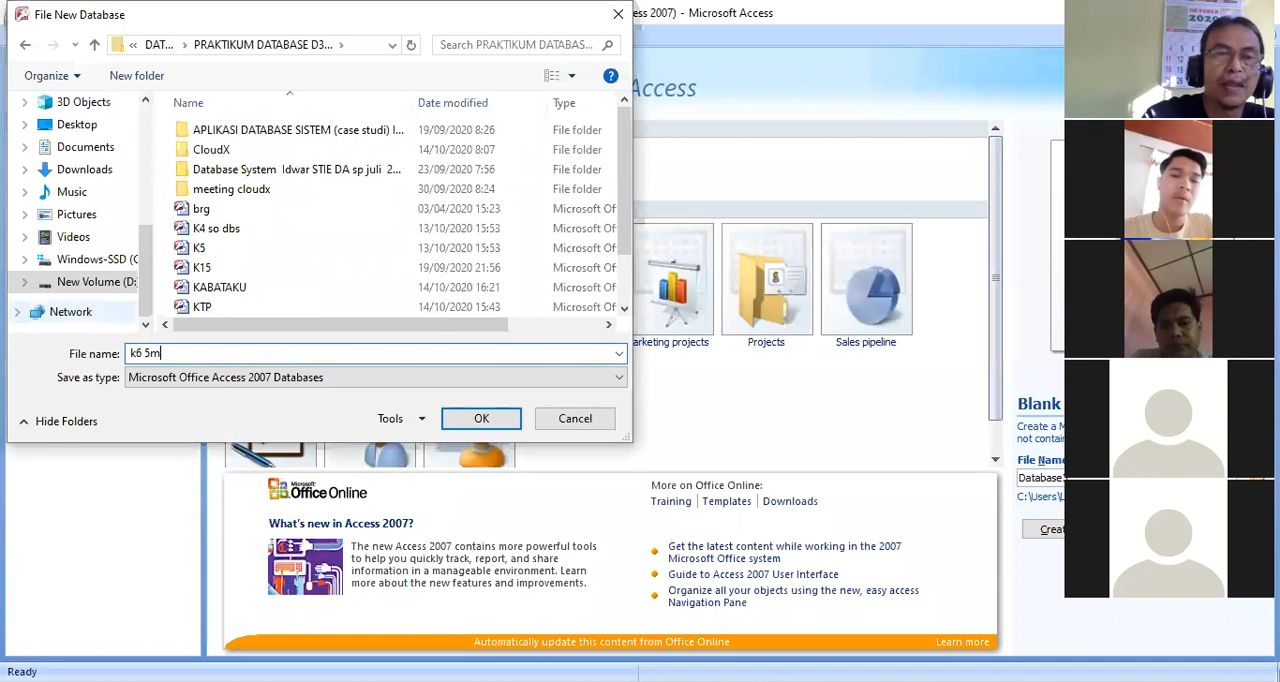 File New Database
ess 2007) - Microsoft Access
DAT...
PRAKTIKUM DATABASE D3...
Search PRAKTIKUM DATABAS...
Organize
New folder
Access
3D Objects
Desktop
Documents
Downloads
Music
Pictures
Videos
Windows-SSD (C
New Volume (D:
Network
Name
Date modified
Type
APLIKASI DATABASE SISTEM (case studi) I...
19/09/2020 8:26
File folder
CloudX
14/10/2020 8:07
File folder
Database System Idwar STIE DA sp juli 2...
23/09/2020 7:56
File folder
meeting cloudx
30/09/2020 8:24
File folder
brg
03/04/2020 15:23
Microsoft Of
K4 so dbs
13/10/2020 15:53
Microsoft Of
K5
13/10/2020 15:53
Microsoft Of
K15
19/09/2020 21:56
Microsoft Of
KABATAKU
14/10/2020 16:21
Microsoft Of
KTP
14/10/2020 15:43
Microsoft Of
File name:
k6 5m
Save as type:
Microsoft Office Access 2007 Databases
Hide Folders
Tools
OK
Cancel
arketing projects
Projects
Sales pipeline
Blank
Create a M
not contain
File Name
Database
C:\Users\L
Creat
Microsoft
Office Online
What's new in Access 2007?
The new Access 2007 contains more powerful tools
to help you quickly track, report, and share
information in a manageable environment. Learn
more about the new features and improvements.
More on Office Online:
Training
Templates
Downloads
Get the latest content while working in the 2007
Microsoft Office system
Guide to Access 2007 User Interface
Organize all your objects using the new, easy access
Navigation Pane
Automatically update this content from Office Online
Learn more
Ready
OKTOBER
2020